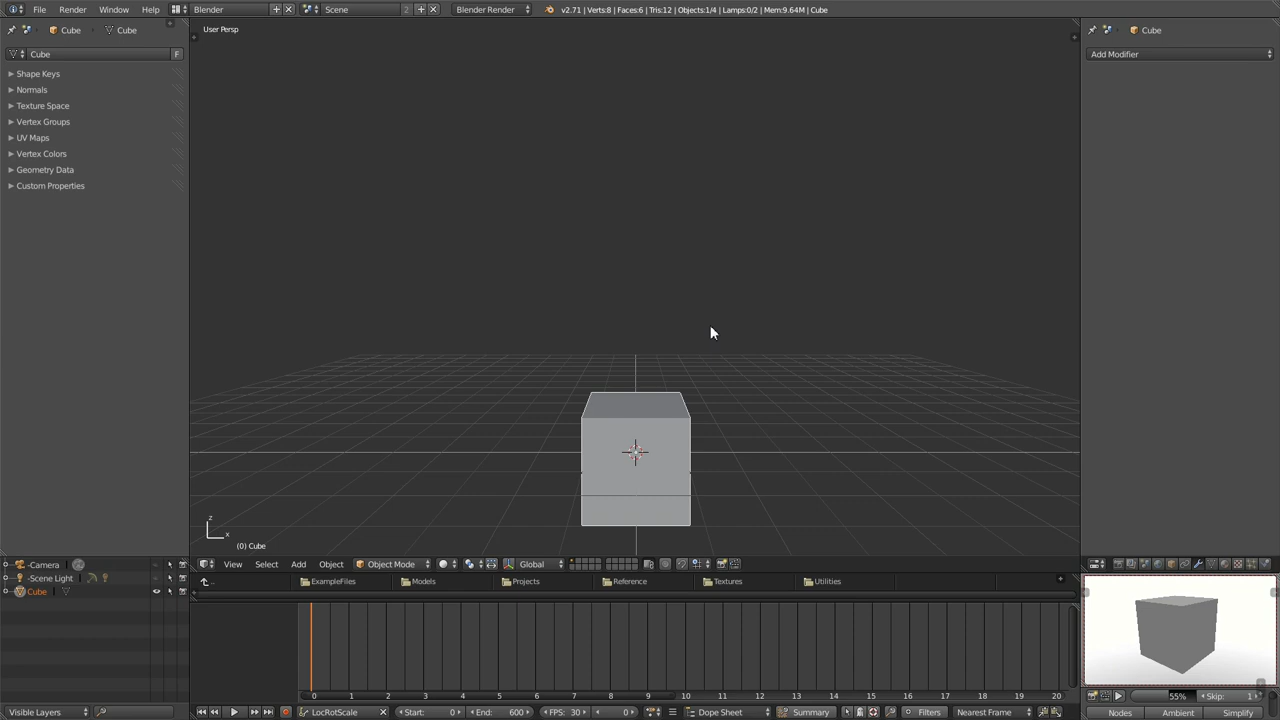 File Render Window Help Blender Scene 2 Blender Render v2.71 | Verts:8 | Faces:6 | Tris:12 | Objects:1/4 | Lamps:0/2 | Mem:9.64M | Cube
Cube Cube
User Persp
Cube
Cube F
Add Modifier
Shape Keys
Normals
Texture Space
Vertex Groups
UV Maps
Vertex Colors
Geometry Data
Custom Properties
z
x
(0) Cube
-Camera
-Scene Light
Cube
View Select Add Object Object Mode Global
.. ExampleFiles Models Projects Reference Textures Utilities
0 1 2 3 4 5 6 7 8 9 10 11 12 13 14 15 16 17 18 19 20
55% Skip: 1
Visible Layers
LocRotScale Start: 0 End: 600 FPS: 30 0 Dope Sheet Summary Filters Nearest Frame
Nodes Ambient Simplify